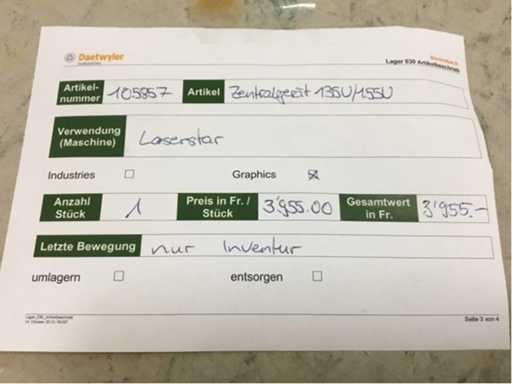 Daetwyler
Lager 930 Artikelbeschrieb
Artikel-
nummer 105957 Artikel Zentralgerät 135U/155U
Verwendung
(Maschine) Laserstar
Industries ☐ Graphics ☒
Anzahl
Stück 1 Preis in Fr. /
Stück 3'955.00 Gesamtwert
in Fr. 3'955.-
Letzte Bewegung nur Inventur
umlagern ☐ entsorgen ☐
Seite 3 von 4